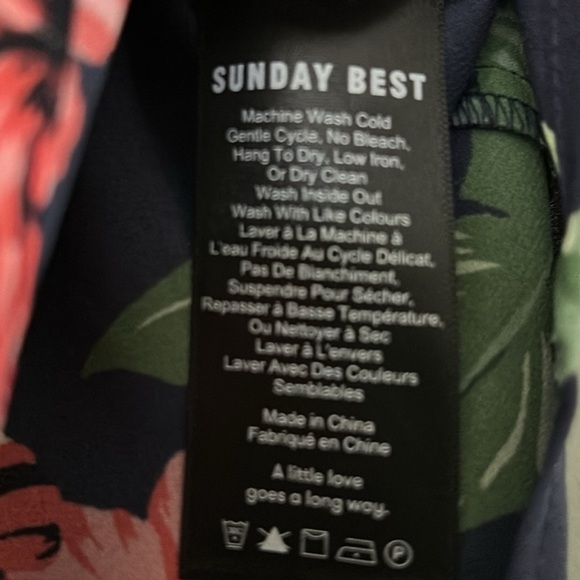 SUNDAY BEST
Machine Wash Cold
Gentle Cycle, No Bleach,
Hang To Dry, Low Iron,
Or Dry Clean
Wash Inside Out
Wash With Like Colours
Laver à La Machine à
L'eau Froide Au Cycle Délicat,
Pas De Blanchiment,
Suspendre Pour Sécher,
Repasser à Basse Température,
Ou Nettoyer à Sec
Laver à L'envers
Laver Avec Des Couleurs
Semblables
Made in China
Fabriqué en Chine
A little love
goes a long way.
P